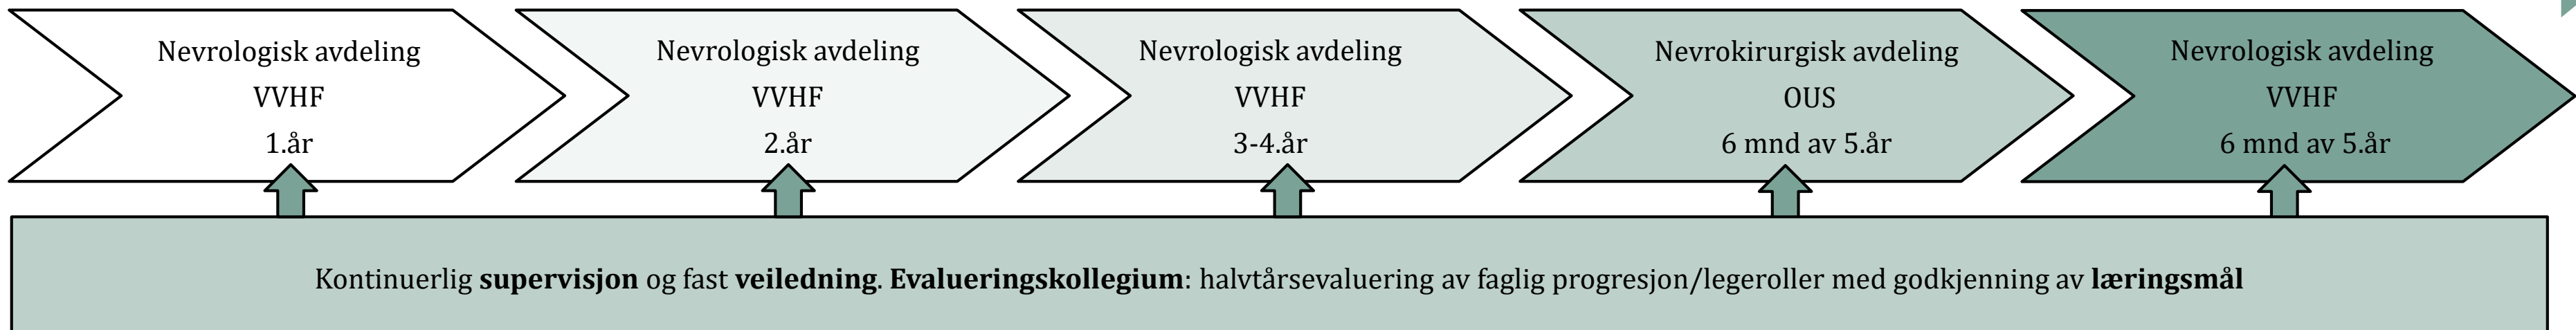 Nevrologisk avdeling
VVHF
1.år
Nevrologisk avdeling
VVHF
2.år
Nevrologisk avdeling
VVHF
3-4.år
Nevrokirurgisk avdeling
OUS
6 mnd av 5.år
Nevrologisk avdeling
VVHF
6 mnd av 5.år
Kontinuerlig supervisjon og fast veiledning. Evalueringskollegium: halvtårsevaluering av faglig progresjon/legeroller med godkjenning av læringsmål